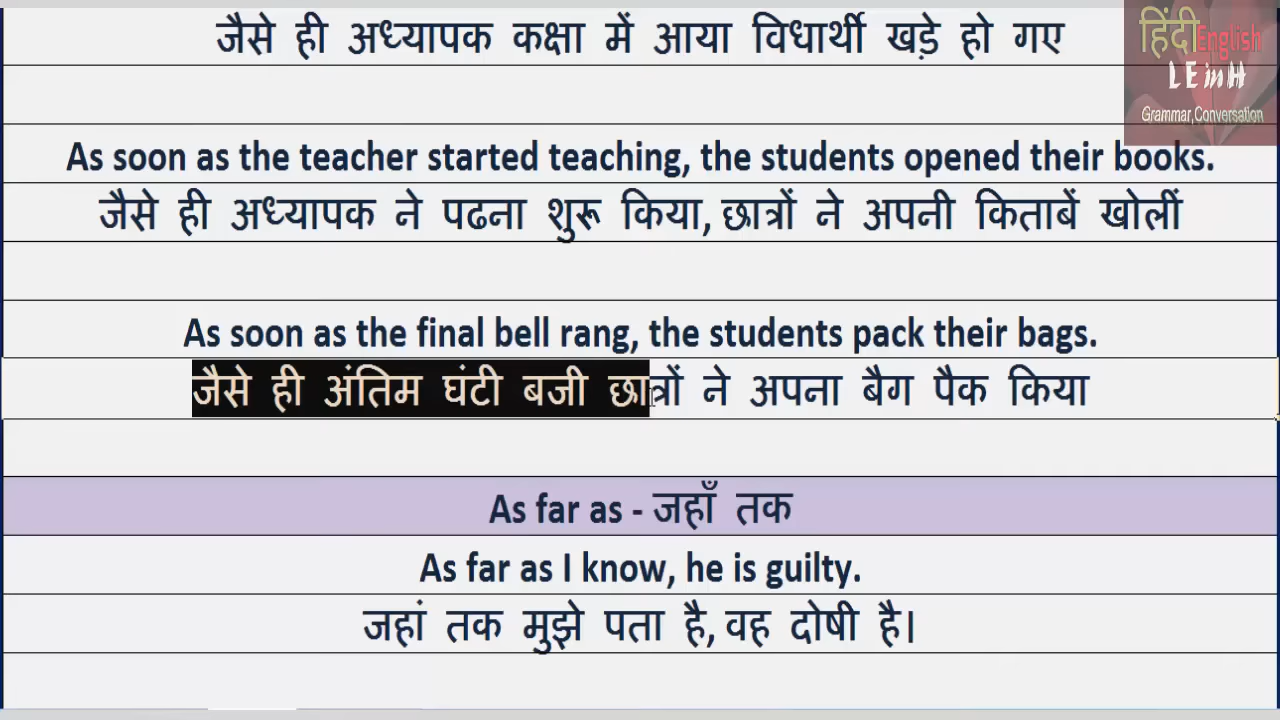 जैसे ही अध्यापक कक्षा में आया विधार्थी खड़े हो गए
हिंदी English
L E in H
Grammar,Conversation
As soon as the teacher started teaching, the students opened their books.
जैसे ही अध्यापक ने पढना शुरू किया, छात्रों ने अपनी किताबें खोलीं
As soon as the final bell rang, the students pack their bags.
जैसे ही अंतिम घंटी बजी छात्रों ने अपना बैग पैक किया
As far as - जहाँ तक
As far as I know, he is guilty.
जहां तक मुझे पता है, वह दोषी है।